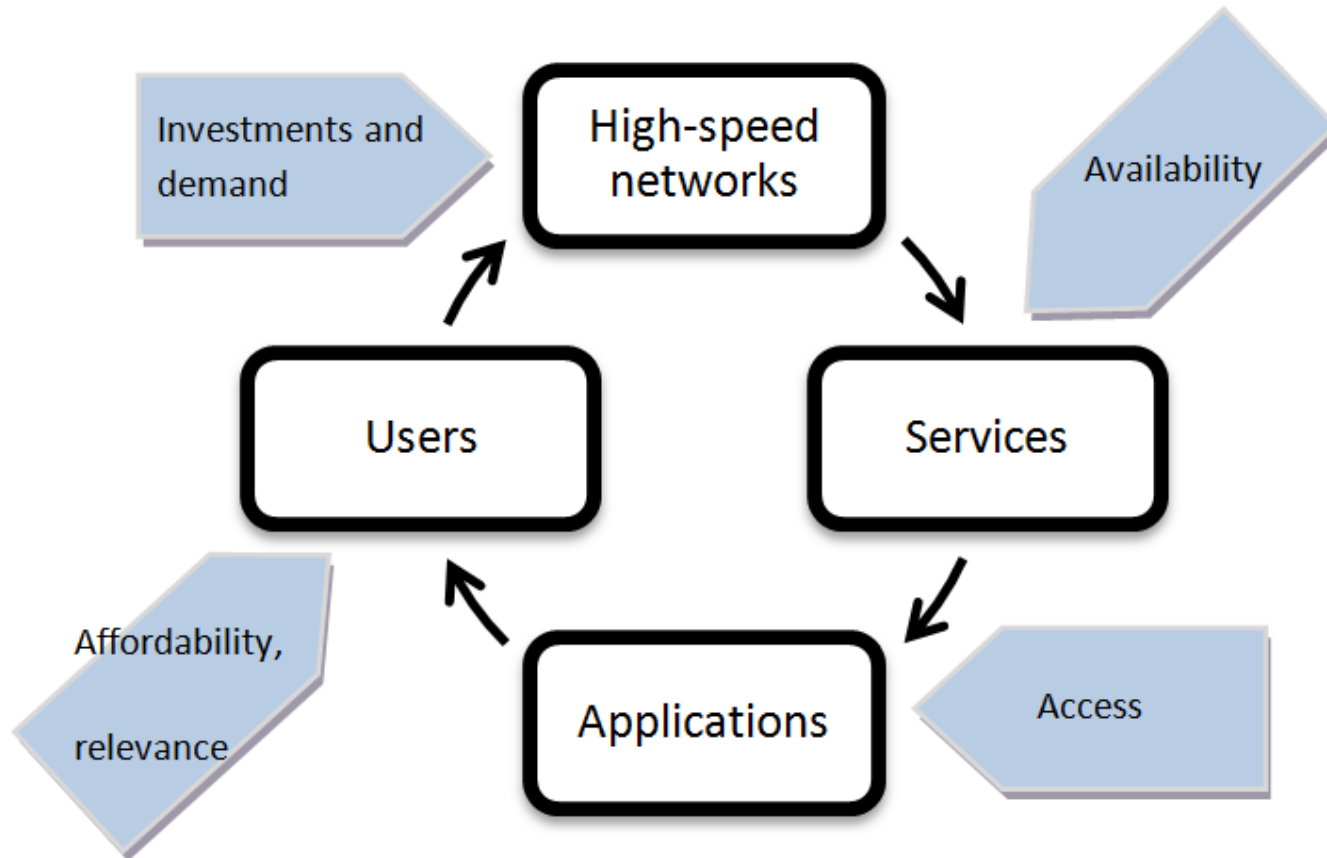 Investments and
demand
High-speed
networks
Availability
Users
Services
Affordability,
relevance
Applications
Access